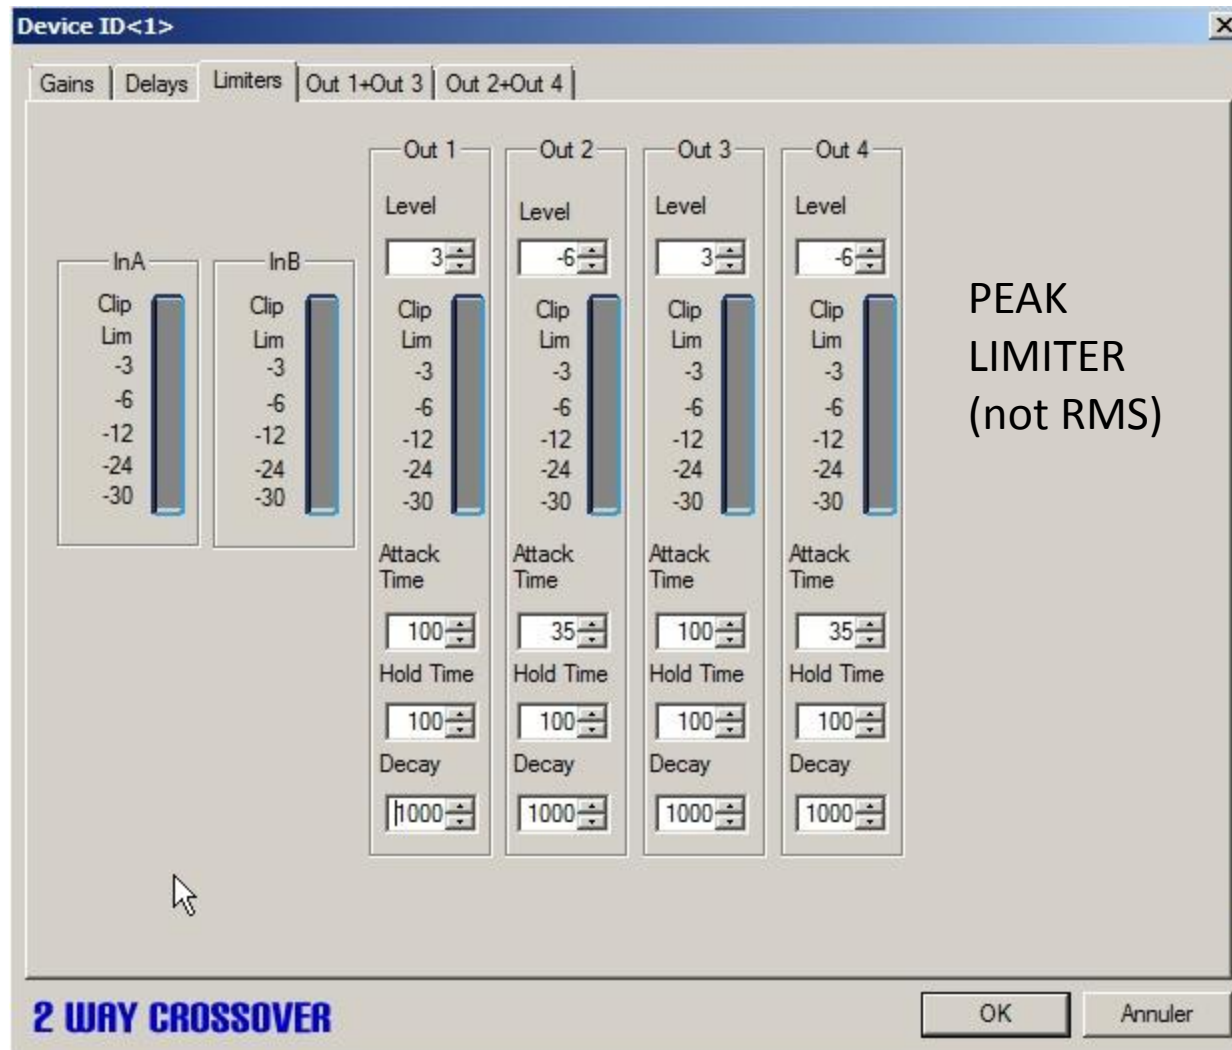 Device ID<1>
Gains Delays Limiters Out 1+Out 3 Out 2+Out 4
InA
Clip
Lim
-3
-6
-12
-24
-30
InB
Clip
Lim
-3
-6
-12
-24
-30
Out 1
Level
3
Clip
Lim
-3
-6
-12
-24
-30
Attack
Time
100
Hold Time
100
Decay
1000
Out 2
Level
-6
Clip
Lim
-3
-6
-12
-24
-30
Attack
Time
35
Hold Time
100
Decay
1000
Out 3
Level
3
Clip
Lim
-3
-6
-12
-24
-30
Attack
Time
100
Hold Time
100
Decay
1000
Out 4
Level
-6
Clip
Lim
-3
-6
-12
-24
-30
Attack
Time
35
Hold Time
100
Decay
1000
PEAK
LIMITER
(not RMS)
2 WAY CROSSOVER
OK
Annuler